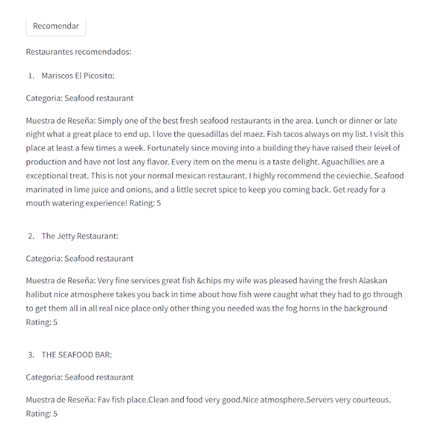 Recomendar
Restaurantes recomendados:
1. Mariscos El Picosito:
Categoria: Seafood restaurant
Muestra de Reseña: Simply one of the best fresh seafood restaurants in the area. Lunch or dinner or late
night what a great place to end up. I love the quesadillas del maez. Fish tacos always on my list. I visit this
place at least a few times a week. Fortunately since moving into a building they have raised their level of
production and have not lost any flavor. Every item on the menu is a taste delight. Aguachillies are a
exceptional treat. This is not your normal mexican restaurant. I highly recommend the ceviechie. Seafood
marinated in lime juice and onions, and a little secret spice to keep you coming back. Get ready for a
mouth watering experience! Rating: 5
2. The Jetty Restaurant:
Categoria: Seafood restaurant
Muestra de Reseña: Very fine services great fish &chips my wife was pleased having the fresh Alaskan
halibut nice atmosphere takes you back in time about how fish were caught what they had to go through
to get them all in all real nice place only other thing you needed was the fog horns in the background
Rating: 5
3. THE SEAFOOD BAR:
Categoria: Seafood restaurant
Muestra de Reseña: Fav fish place.Clean and food very good.Nice atmosphere.Servers very courteous.
Rating: 5